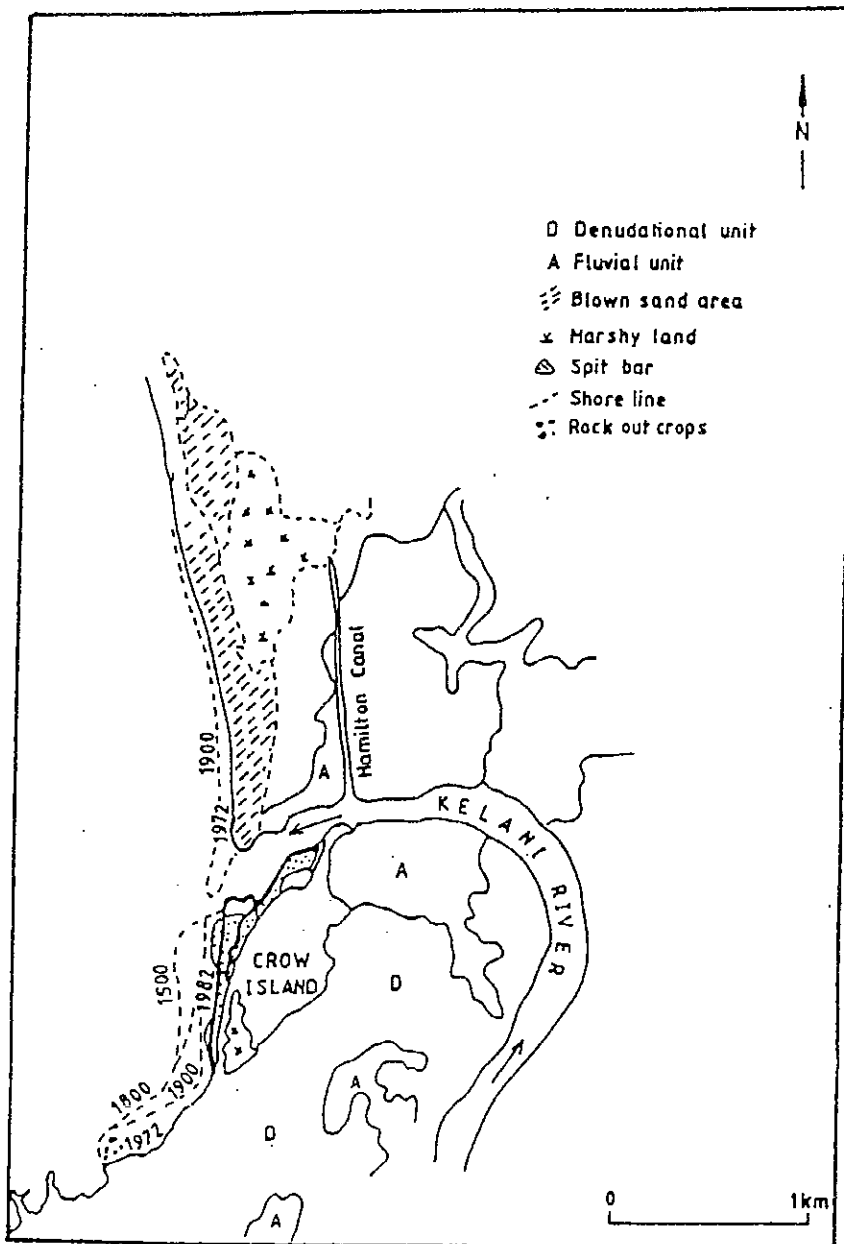 N
D Denudational unit
A Fluvial unit
Blown sand area
Marshy land
Spit bar
Shore line
Rock out crops
Hamilton Canal
1900
1972
A
KELANI RIVER
A
CROW
ISLAND
D
1500
1982
1800
1900
1972
A
D
A
0 1km